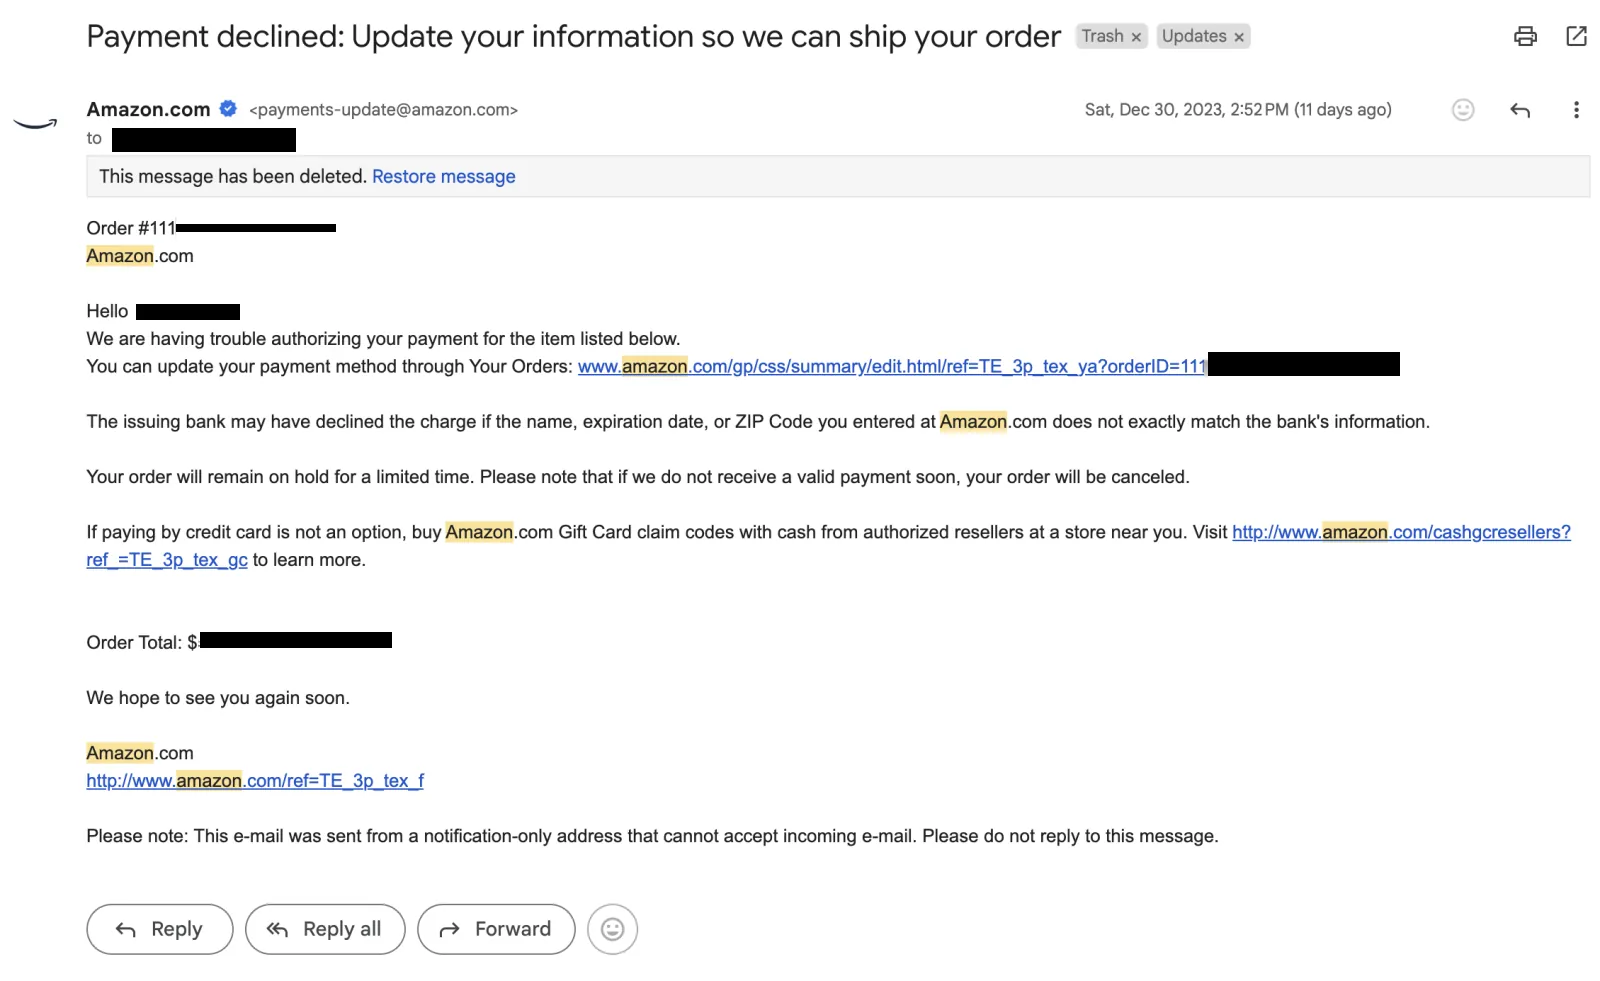 Payment declined: Update your information so we can ship your order Trash × Updates ×
Amazon.com <payments-update@amazon.com> Sat, Dec 30, 2023, 2:52 PM (11 days ago)
to
This message has been deleted. Restore message
Order #111
Amazon.com
Hello
We are having trouble authorizing your payment for the item listed below.
You can update your payment method through Your Orders: www.amazon.com/gp/css/summary/edit.html/ref=TE_3p_tex_ya?orderID=111
The issuing bank may have declined the charge if the name, expiration date, or ZIP Code you entered at Amazon.com does not exactly match the bank's information.
Your order will remain on hold for a limited time. Please note that if we do not receive a valid payment soon, your order will be canceled.
If paying by credit card is not an option, buy Amazon.com Gift Card claim codes with cash from authorized resellers at a store near you. Visit http://www.amazon.com/cashgcresellers?
ref_=TE_3p_tex_gc to learn more.
Order Total: $
We hope to see you again soon.
Amazon.com
http://www.amazon.com/ref=TE_3p_tex_f
Please note: This e-mail was sent from a notification-only address that cannot accept incoming e-mail. Please do not reply to this message.
Reply Reply all Forward